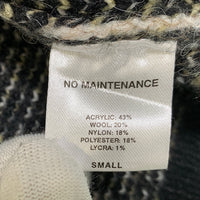 NO MAINTENANCE
ACRYLIC: 43%
WOOL: 20%
NYLON: 18%
POLYESTER: 18%
LYCRA: 1%
SMALL